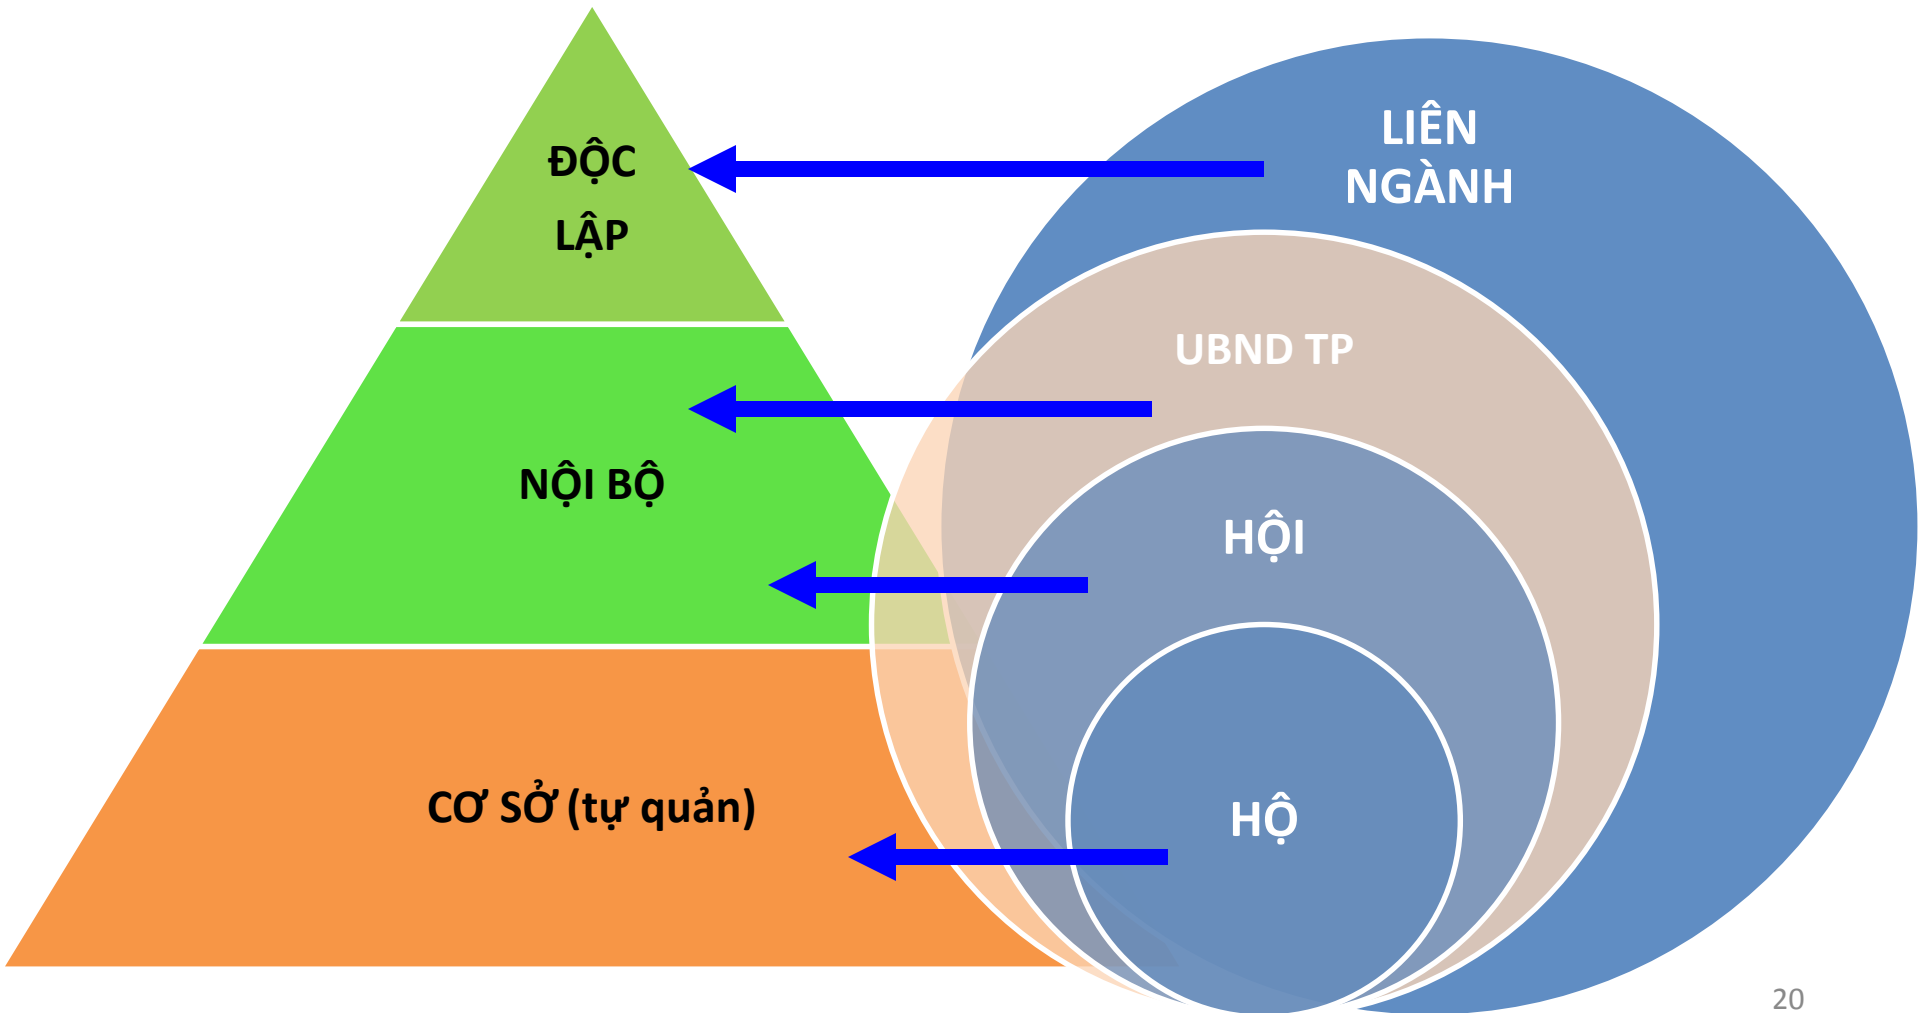 ĐỘC
LẬP
NỘI BỘ
CƠ SỞ (tự quản)
LIÊN
NGÀNH
UBND TP
HỘI
HỘ
20